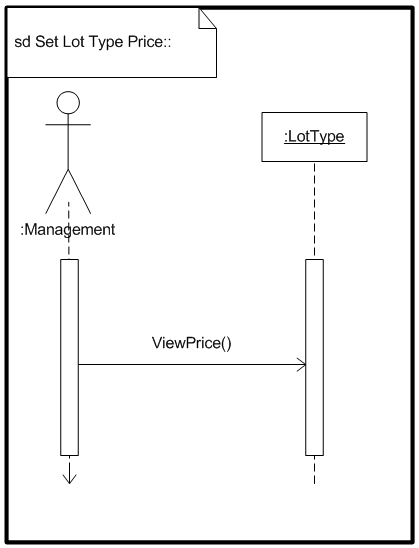 sd Set Lot Type Price::
:LotType
:Management
ViewPrice()